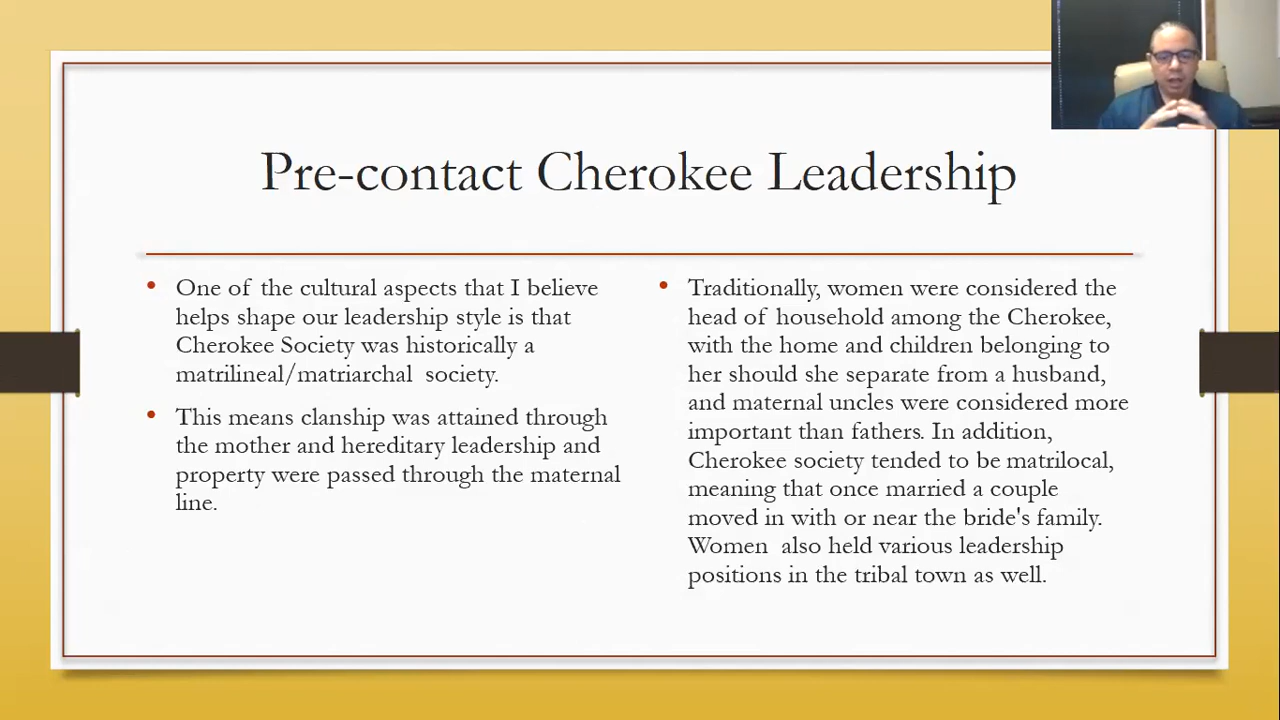 Pre-contact Cherokee Leadership
• One of the cultural aspects that I believe
helps shape our leadership style is that
Cherokee Society was historically a
matrilineal/matriarchal  society.
• This means clanship was attained through
the mother and hereditary leadership and
property were passed through the maternal
line.
• Traditionally, women were considered the
head of household among the Cherokee,
with the home and children belonging to
her should she separate from a husband,
and maternal uncles were considered more
important than fathers. In addition,
Cherokee society tended to be matrilocal,
meaning that once married a couple
moved in with or near the bride's family.
Women  also held various leadership
positions in the tribal town as well.